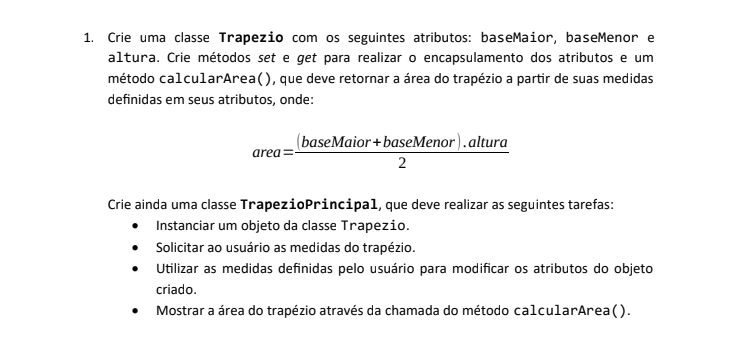 1. Crie uma classe Trapezio com os seguintes atributos: baseMaior, baseMenor e
altura. Crie métodos set e get para realizar o encapsulamento dos atributos e um
método calcularArea(), que deve retornar a área do trapézio a partir de suas medidas
definidas em seus atributos, onde:
area=(baseMaior+baseMenor).altura
2
Crie ainda uma classe TrapezioPrincipal, que deve realizar as seguintes tarefas:
• Instanciar um objeto da classe Trapezio.
• Solicitar ao usuário as medidas do trapézio.
• Utilizar as medidas definidas pelo usuário para modificar os atributos do objeto
criado.
• Mostrar a área do trapézio através da chamada do método calcularArea().